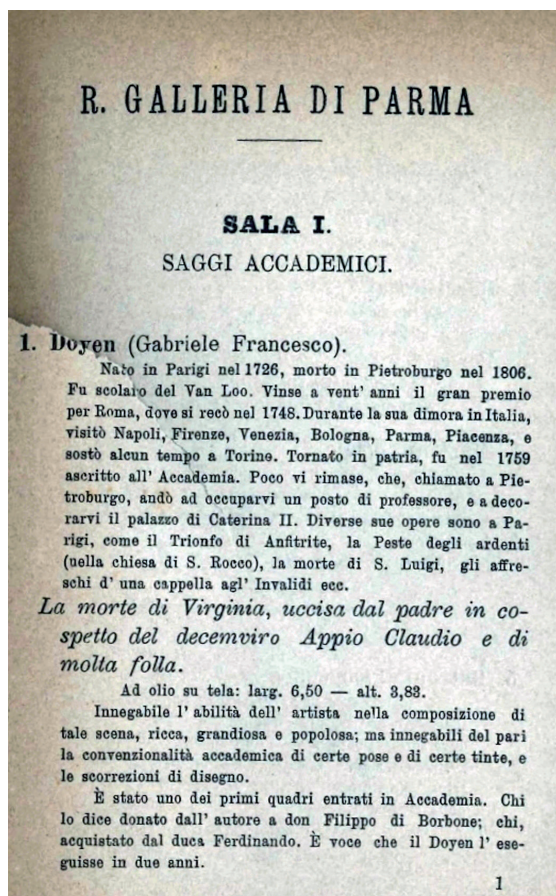 R. GALLERIA DI PARMA
SALA I.
SAGGI ACCADEMICI.
1. Doyen (Gabriele Francesco).
Nato in Parigi nel 1726, morto in Pietroburgo nel 1806.
Fu scolaro del Van Loo. Vinse a vent' anni il gran premio
per Roma, dove si recò nel 1748. Durante la sua dimora in Italia,
visitò Napoli, Firenze, Venezia, Bologna, Parma, Piacenza, e
sostò alcun tempo a Torino. Tornato in patria, fu nel 1759
ascritto all' Accademia. Poco vi rimase, che, chiamato a Pie-
troburgo, andò ad occuparvi un posto di professore, e a deco-
rarvi il palazzo di Caterina II. Diverse sue opere sono a Pa-
rigi, come il Trionfo di Anfitrite, la Peste degli ardenti
(nella chiesa di S. Rocco), la morte di S. Luigi, gli affre-
schi d' una cappella agl' Invalidi ecc.
La morte di Virginia, uccisa dal padre in co-
spetto del decemviro Appio Claudio e di
molta folla.
Ad olio su tela: larg. 6,50 — alt. 3,83.
Innegabile l' abilità dell' artista nella composizione di
tale scena, ricca, grandiosa e popolosa; ma innegabili del pari
la convenzionalità accademica di certe pose e di certe tinte, e
le scorrezioni di disegno.
È stato uno dei primi quadri entrati in Accademia. Chi
lo dice donato dall' autore a don Filippo di Borbone; chi,
acquistato dal duca Ferdinando. È voce che il Doyen l' ese-
guisse in due anni.
1